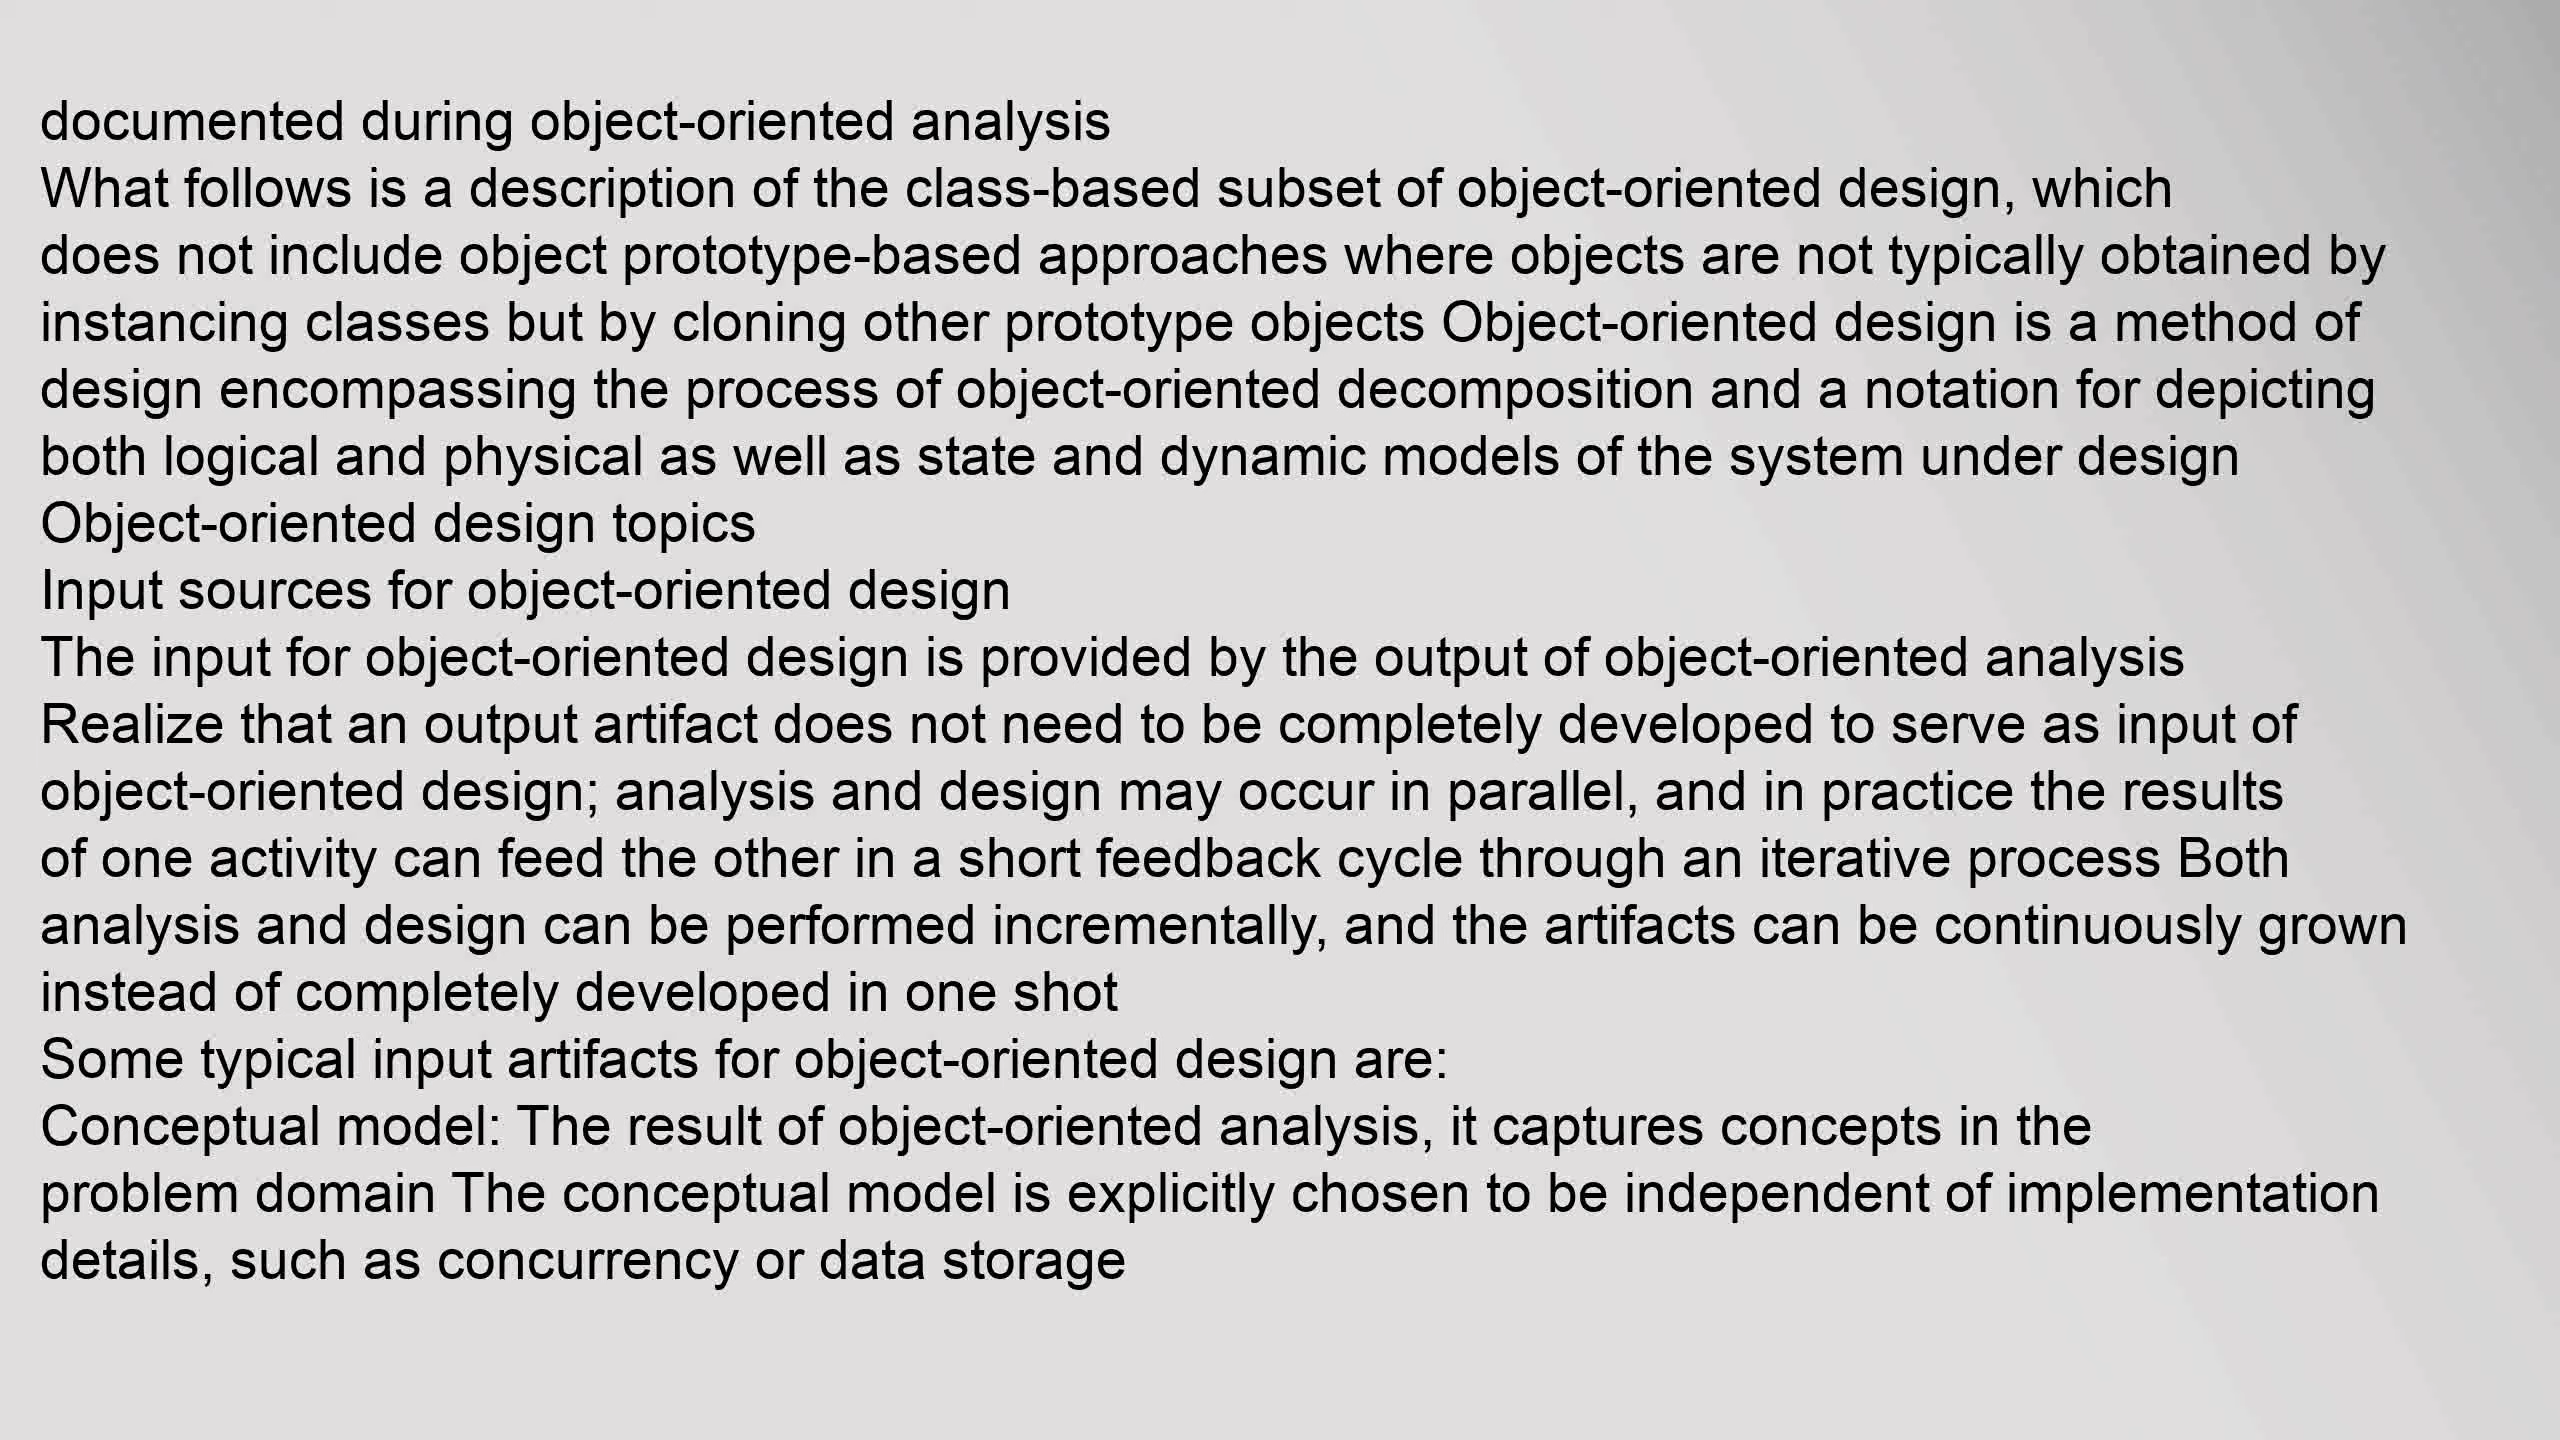 documented during object-oriented analysis
What follows is a description of the class-based subset of object-oriented design, which
does not include object prototype-based approaches where objects are not typically obtained by
instancing classes but by cloning other prototype objects Object-oriented design is a method of
design encompassing the process of object-oriented decomposition and a notation for depicting
both logical and physical as well as state and dynamic models of the system under design
Object-oriented design topics
Input sources for object-oriented design
The input for object-oriented design is provided by the output of object-oriented analysis
Realize that an output artifact does not need to be completely developed to serve as input of
object-oriented design; analysis and design may occur in parallel, and in practice the results
of one activity can feed the other in a short feedback cycle through an iterative process Both
analysis and design can be performed incrementally, and the artifacts can be continuously grown
instead of completely developed in one shot
Some typical input artifacts for object-oriented design are:
Conceptual model: The result of object-oriented analysis, it captures concepts in the
problem domain The conceptual model is explicitly chosen to be independent of implementation
details, such as concurrency or data storage